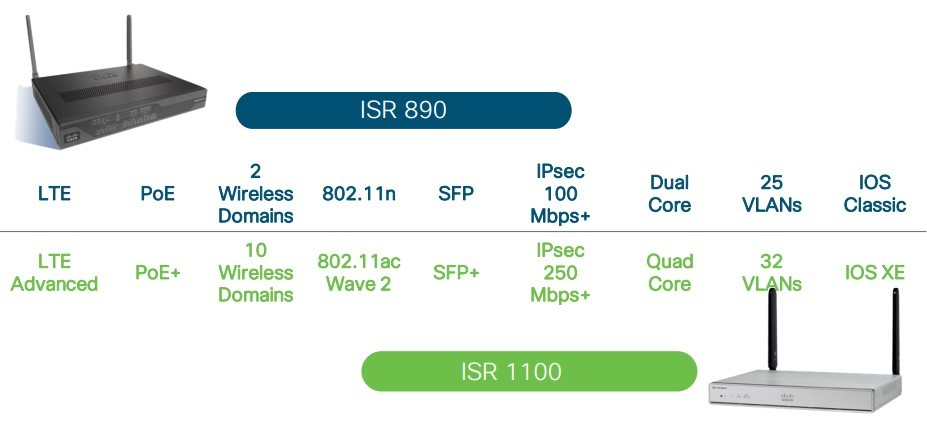 ISR 890
LTE
PoE
2
Wireless
Domains
802.11n
SFP
IPsec
100
Mbps+
Dual
Core
25
VLANs
IOS
Classic
LTE
Advanced
PoE+
10
Wireless
Domains
802.11ac
Wave 2
SFP+
IPsec
250
Mbps+
Quad
Core
32
VLANs
IOS XE
ISR 1100